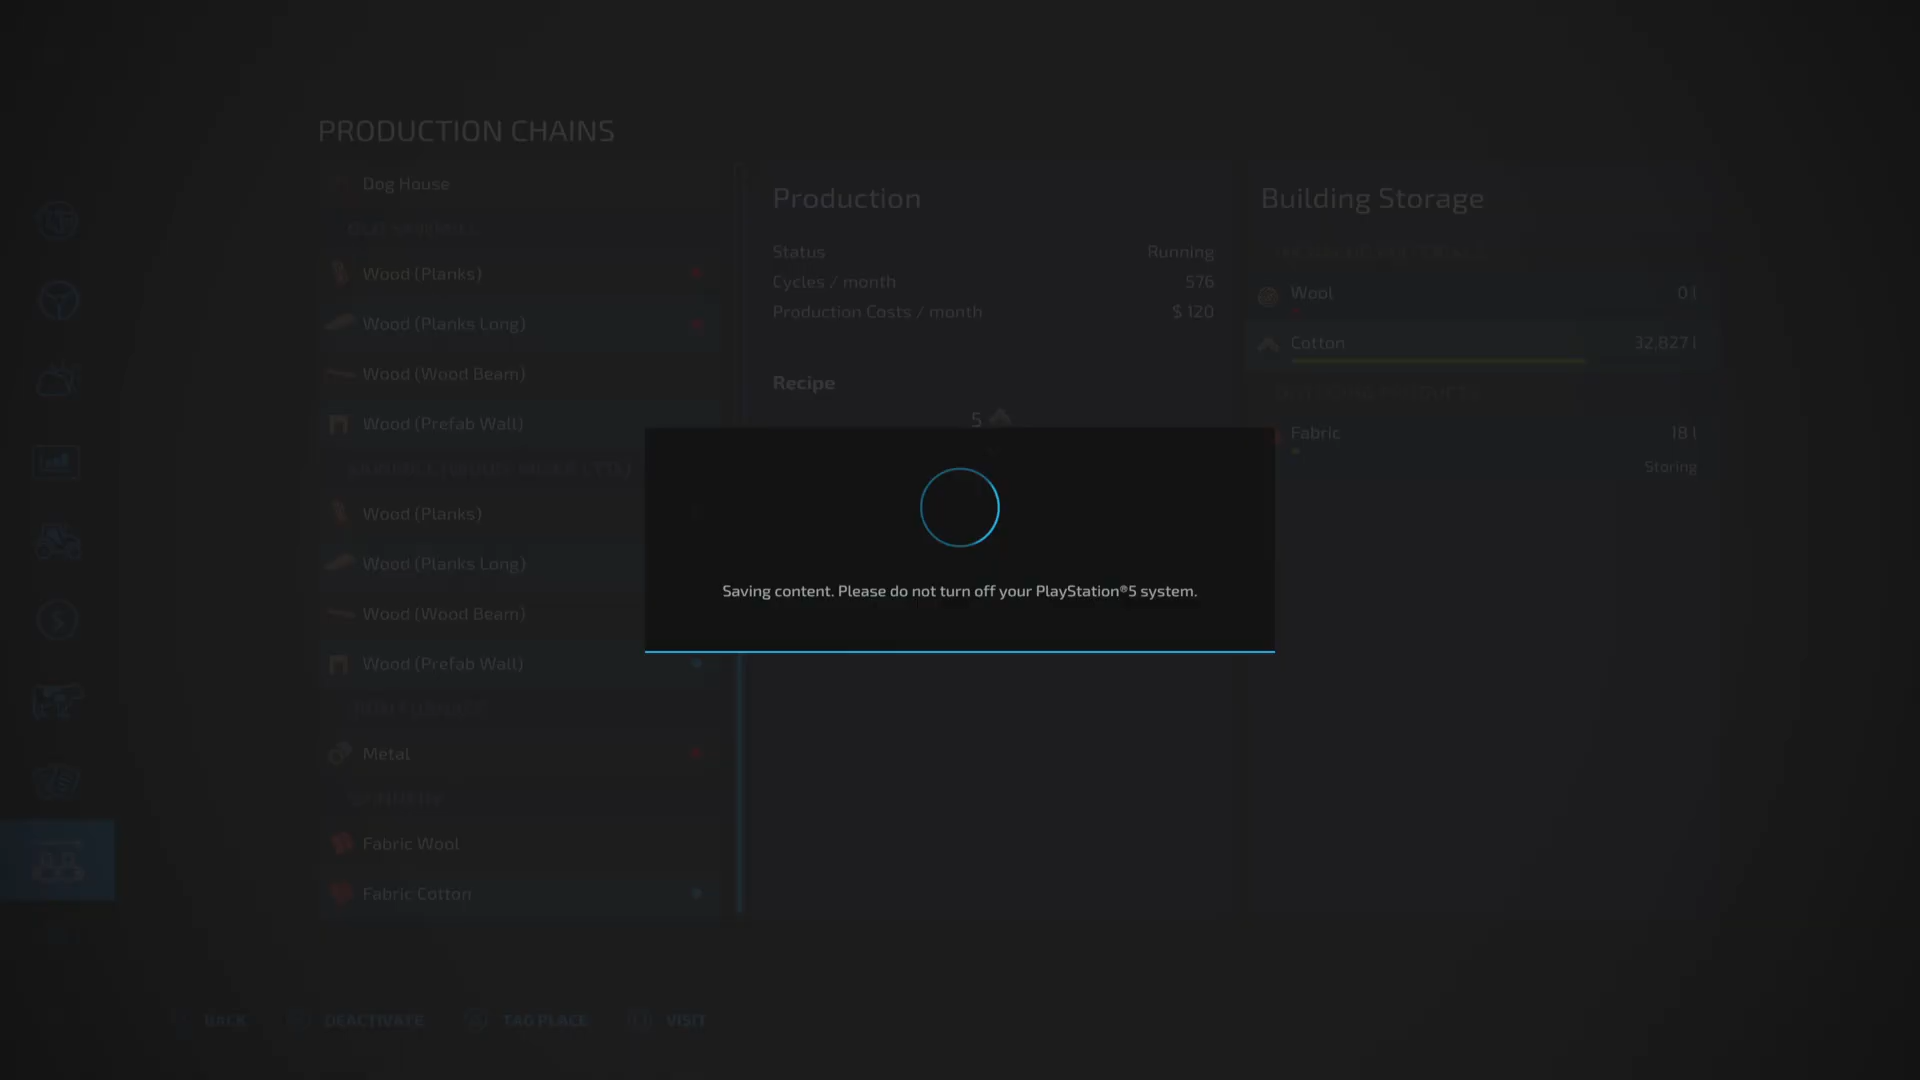 PRODUCTION CHAINS
Dog House
Wood (Planks)
Wood (Planks Long)
Wood (Wood Beam)
Wood (Prefab Wall)
Wood (Planks)
Wood (Planks Long)
Wood (Wood Beam)
Wood (Prefab Wall)
Metal
Fabric Wool
Fabric Cotton
Production
Status Running
Cycles / month 576
Production Costs / month $ 120
Recipe
5
Building Storage
Wool 0 l
Cotton 32,827 l
Fabric 18 l
Storing
Saving content. Please do not turn off your PlayStation®5 system.
BACK DEACTIVATE TAG PLACE VISIT